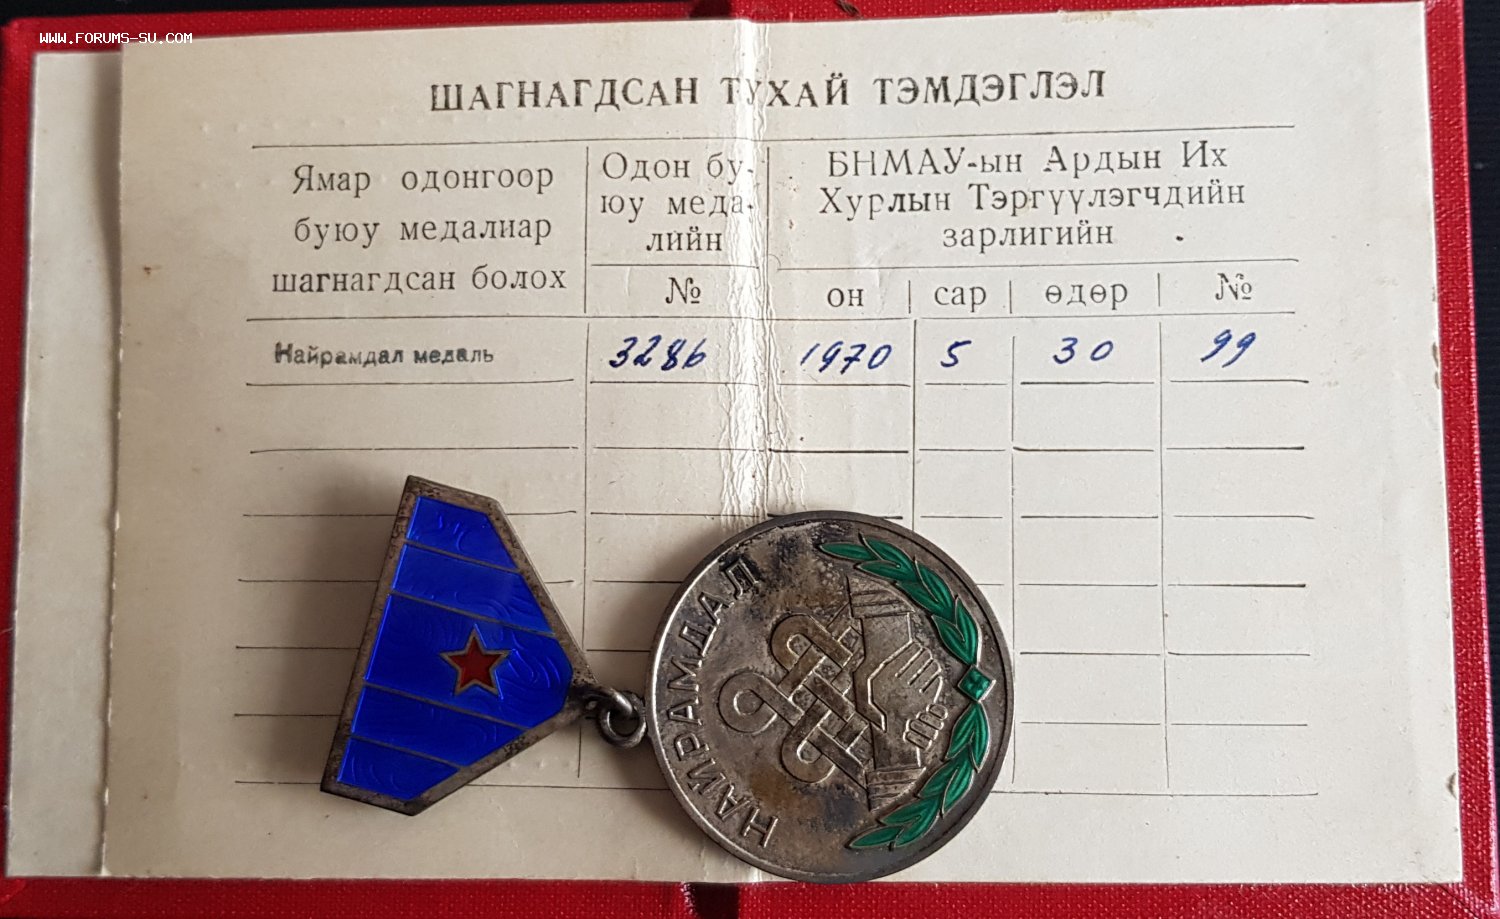 WWW.FORUMS-SU.COM
ШАГНАГДСАН ТУХАЙ ТЭМДЭГЛЭЛ
Ямар одонгоор
буюу медалиар
шагнагдсан болох
Одон бу-
юу меда-
лийн
№
БНМАУ-ын Ардын Их
Хурлын Тэргүүлэгчдийн
зарлигийн
он | сар | өдөр | №
Найрамдал медаль 3286 1970 5 30 99
НАЙРАМДАЛ